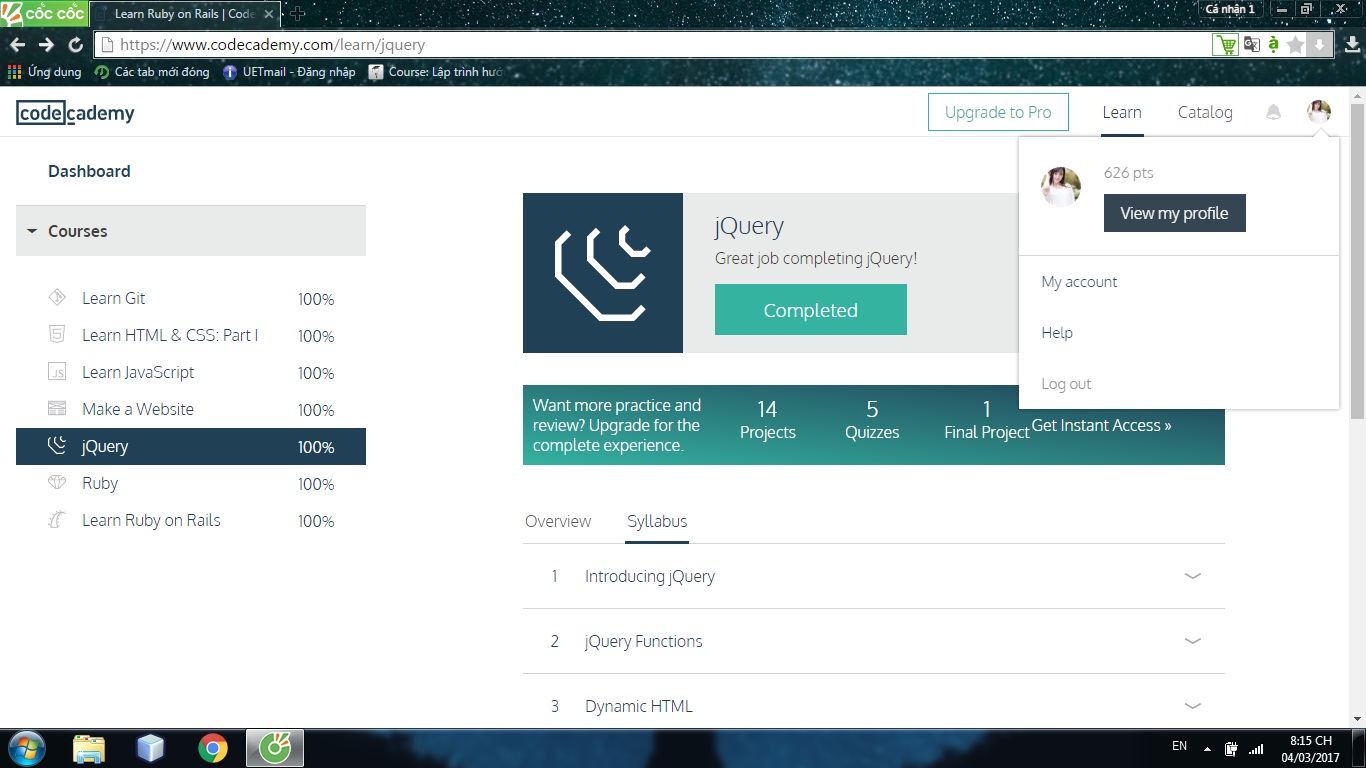 CỐC CỐC
Learn Ruby on Rails | Code
Cá nhân 1
https://www.codecademy.com/learn/jquery
Ứng dụng
Các tab mới đóng
UETmail - Đăng nhập
Course: Lập trình hướ
codecademy
Upgrade to Pro
Learn
Catalog
Dashboard
Courses
Learn Git 100%
Learn HTML & CSS: Part I 100%
JS Learn JavaScript 100%
Make a Website 100%
jQuery 100%
Ruby 100%
Learn Ruby on Rails 100%
jQuery
Great job completing jQuery!
Completed
626 pts
View my profile
My account
Help
Log out
Want more practice and
review? Upgrade for the
complete experience.
14
Projects
5
Quizzes
1
Final Project
Get Instant Access »
Overview Syllabus
1 Introducing jQuery
2 jQuery Functions
3 Dynamic HTML
EN
8:15 CH
04/03/2017